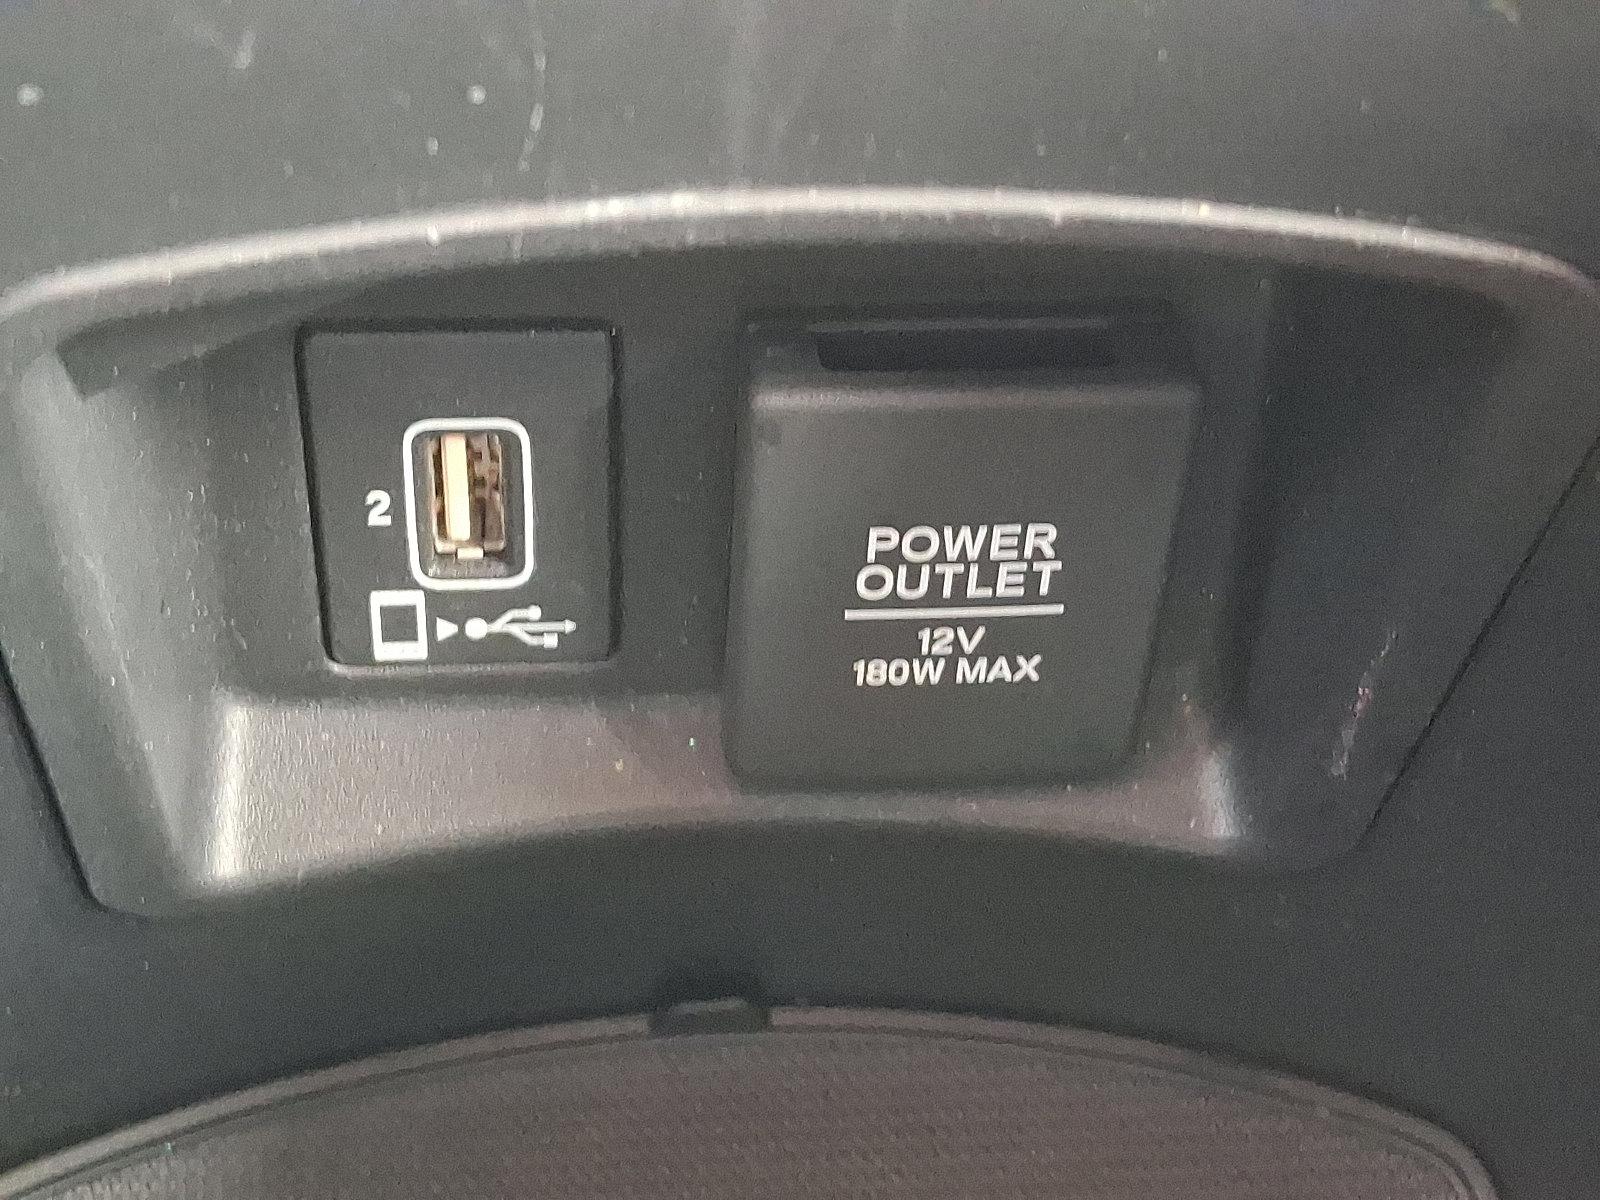 2
POWER
OUTLET
12V
180W MAX